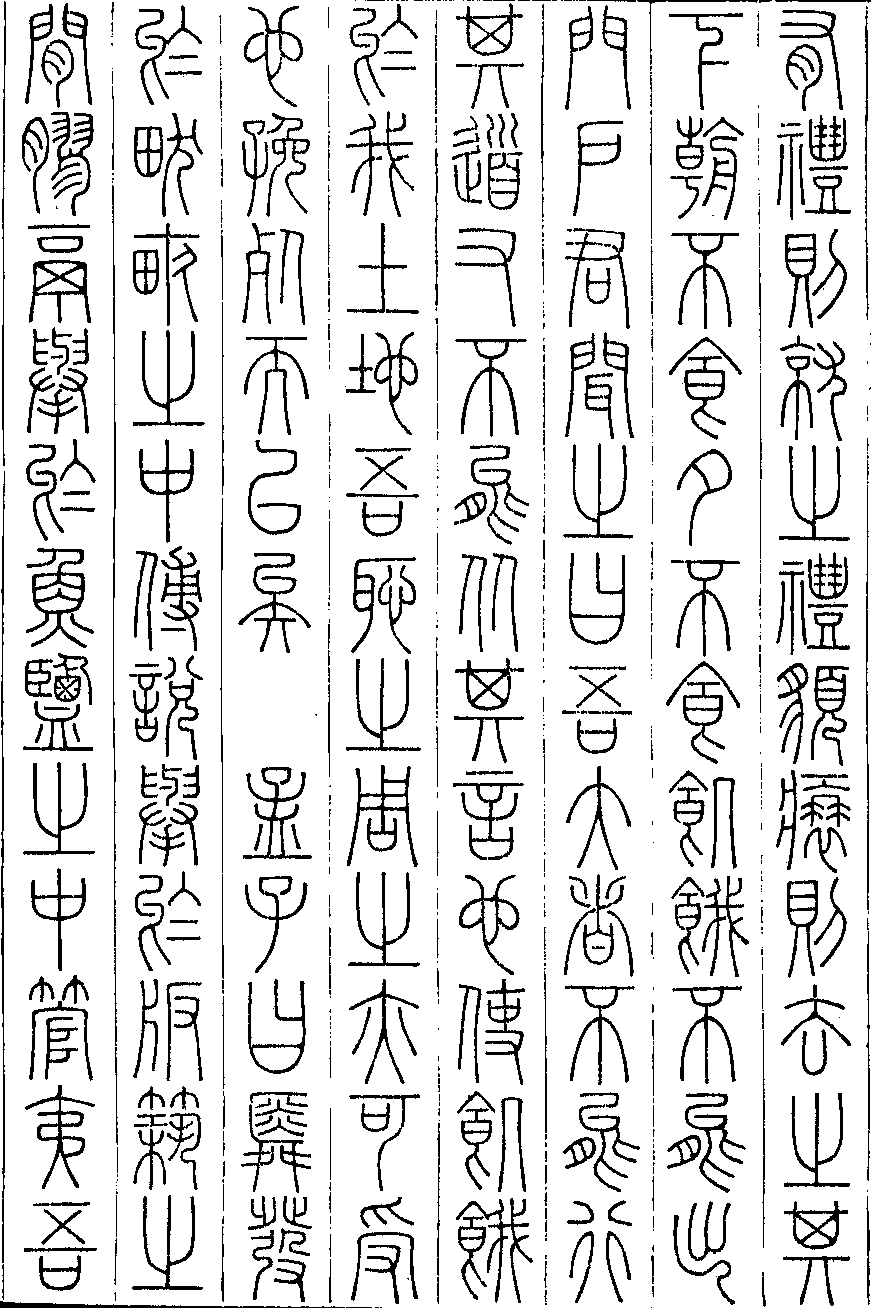 有禮則就之禮貌衰則去之其
下朝不食夕不食飢餓不能出
門戶君聞之曰吾大者不能行
其道又不能从其言也使飢餓
於我土地吾恥之周之亦可受
也免死而已矣 孟子曰舜發
於畎畝之中傅說舉於版築之
間膠鬲舉於魚鹽之中管夷吾